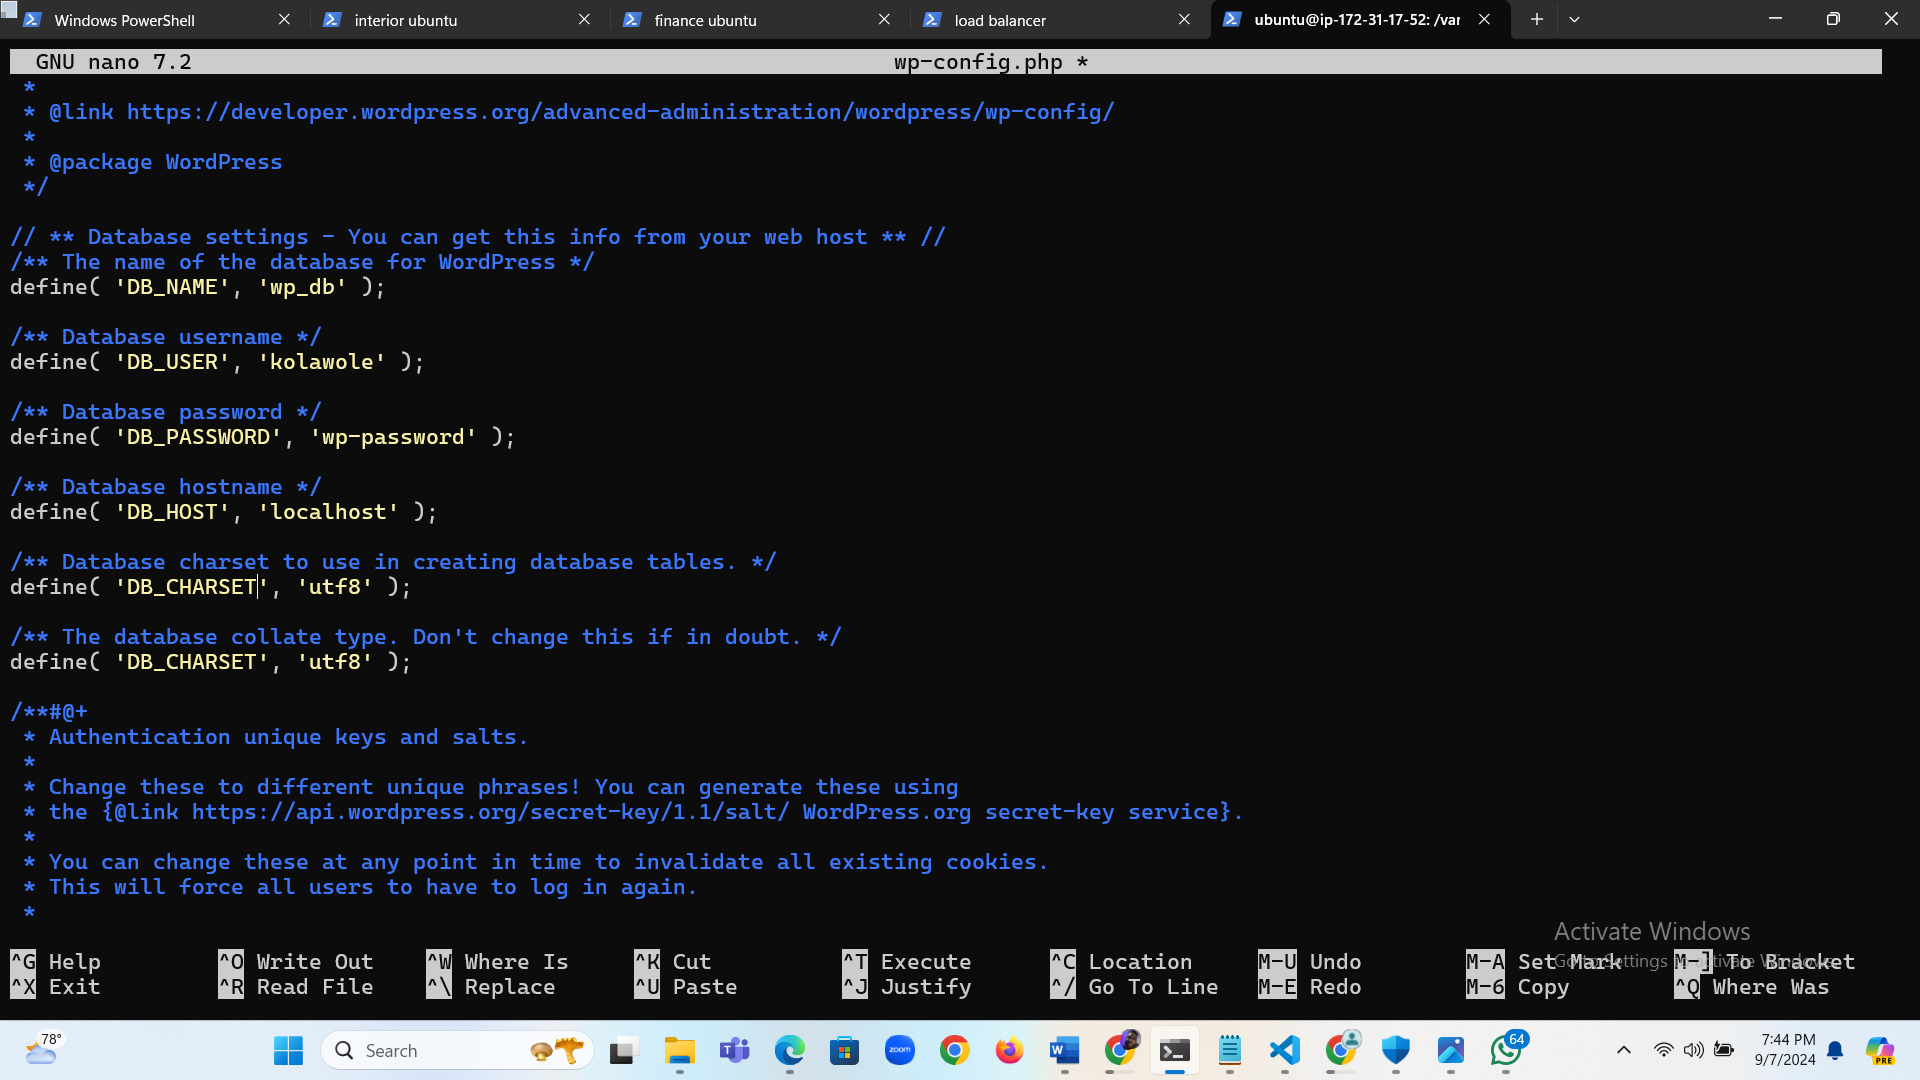 Windows PowerShell
interior ubuntu
finance ubuntu
load balancer
ubuntu@ip-172-31-17-52: /var
GNU nano 7.2 wp-config.php *
*
* @link https://developer.wordpress.org/advanced-administration/wordpress/wp-config/
*
* @package WordPress
*/
// ** Database settings - You can get this info from your web host ** //
/** The name of the database for WordPress */
define( 'DB_NAME', 'wp_db' );
/** Database username */
define( 'DB_USER', 'kolawole' );
/** Database password */
define( 'DB_PASSWORD', 'wp-password' );
/** Database hostname */
define( 'DB_HOST', 'localhost' );
/** Database charset to use in creating database tables. */
define( 'DB_CHARSET', 'utf8' );
/** The database collate type. Don't change this if in doubt. */
define( 'DB_CHARSET', 'utf8' );
/**#@+
* Authentication unique keys and salts.
*
* Change these to different unique phrases! You can generate these using
* the {@link https://api.wordpress.org/secret-key/1.1/salt/ WordPress.org secret-key service}.
*
* You can change these at any point in time to invalidate all existing cookies.
* This will force all users to have to log in again.
*
Activate Windows
Go to Settings to activate Windows.
^G Help ^O Write Out ^W Where Is ^K Cut ^T Execute ^C Location M-U Undo M-A Set Mark M-] To Bracket
^X Exit ^R Read File ^\ Replace ^U Paste ^J Justify ^/ Go To Line M-E Redo M-6 Copy ^Q Where Was
78°
Search
zoom
64
7:44 PM
9/7/2024
PRE